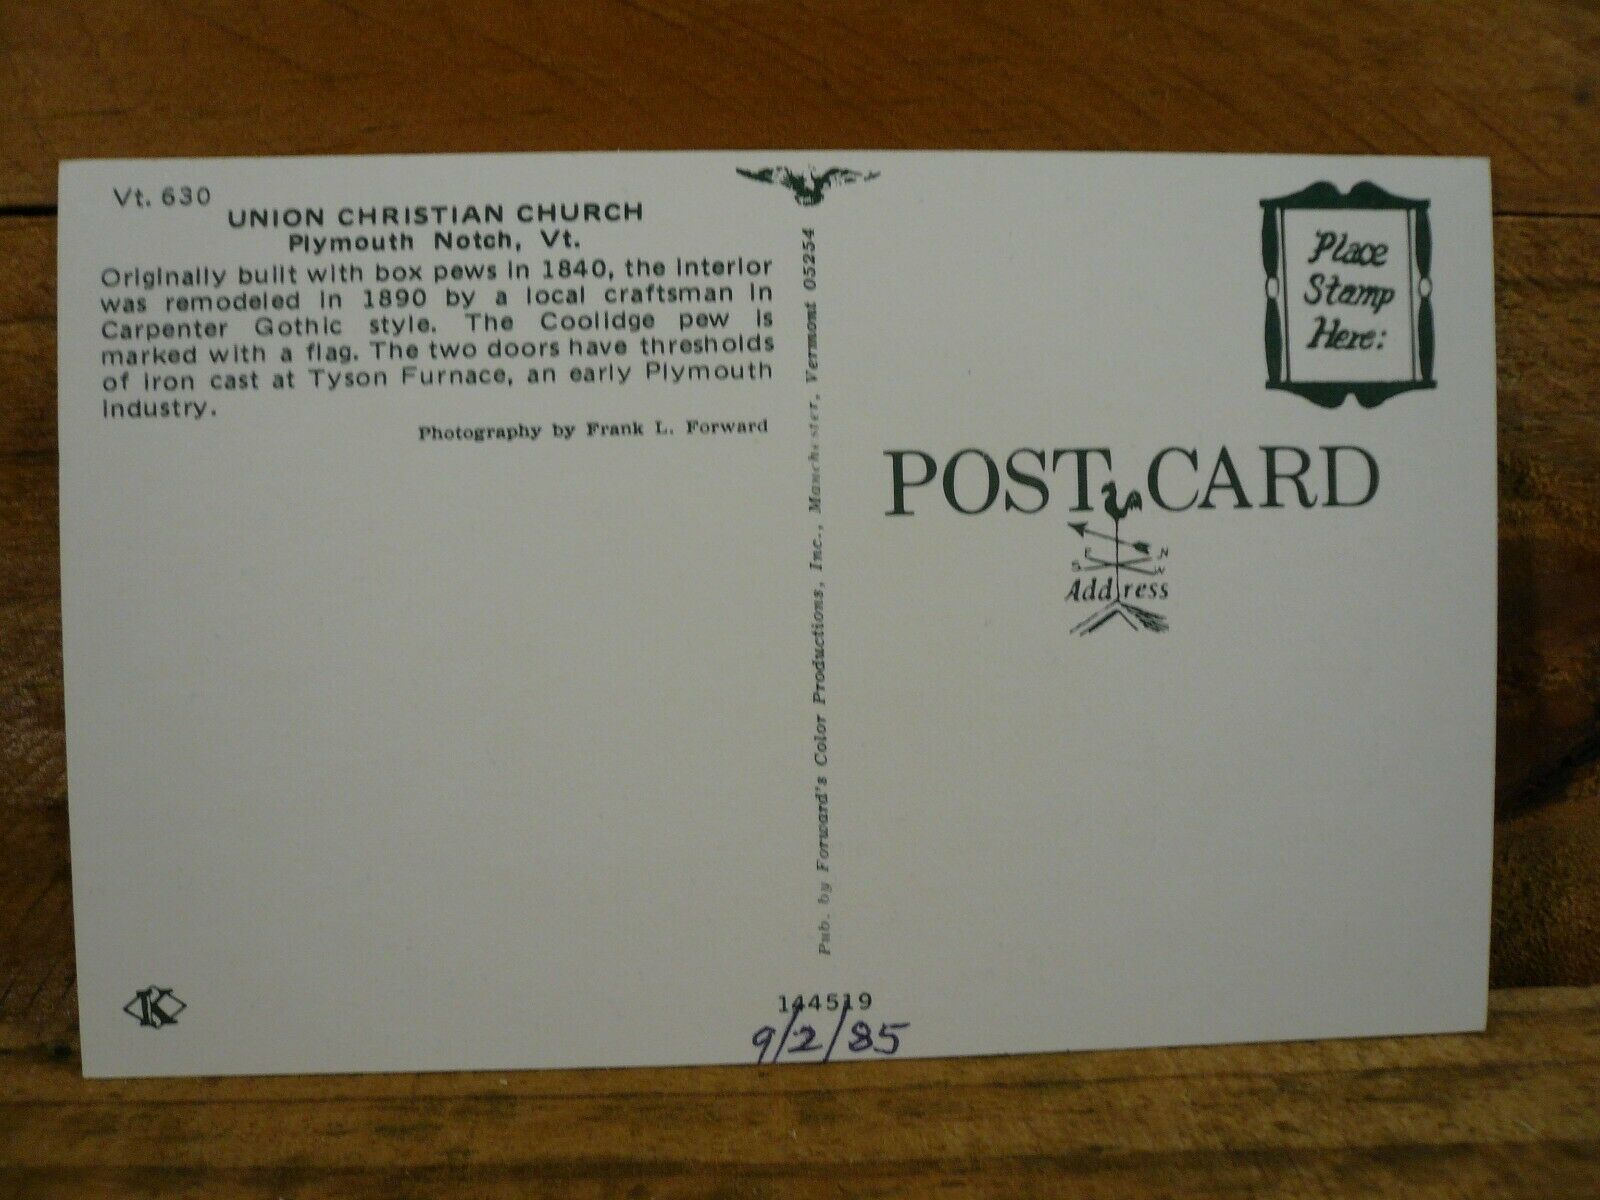 Vt. 630
UNION CHRISTIAN CHURCH
Plymouth Notch, Vt.
Originally built with box pews in 1840, the interior
was remodeled in 1890 by a local craftsman in
Carpenter Gothic style. The Coolidge pew is
marked with a flag. The two doors have thresholds
of iron cast at Tyson Furnace, an early Plymouth
Industry.
Photography by Frank L. Forward
K
Pub. by Forward's Color Productions, Inc., Manchester, Vermont 05254
144519
9/2/85
Place
Stamp
Here:
POST CARD
S N
W
Address